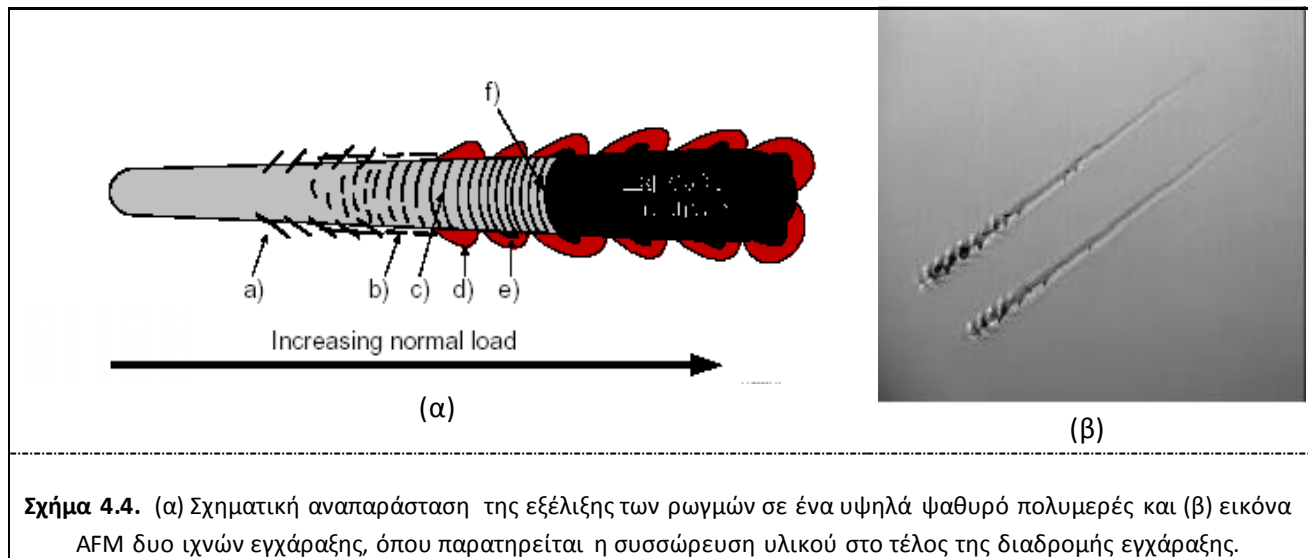 f)
a)
b)
c)
d)
e)
Increasing normal load
(α)
(β)
Σχήμα 4.4. (α) Σχηματική αναπαράσταση της εξέλιξης των ρωγμών σε ένα υψηλά ψαθυρό πολυμερές και (β) εικόνα
AFM δυο ιχνών εγχάραξης, όπου παρατηρείται η συσσώρευση υλικού στο τέλος της διαδρομής εγχάραξης.